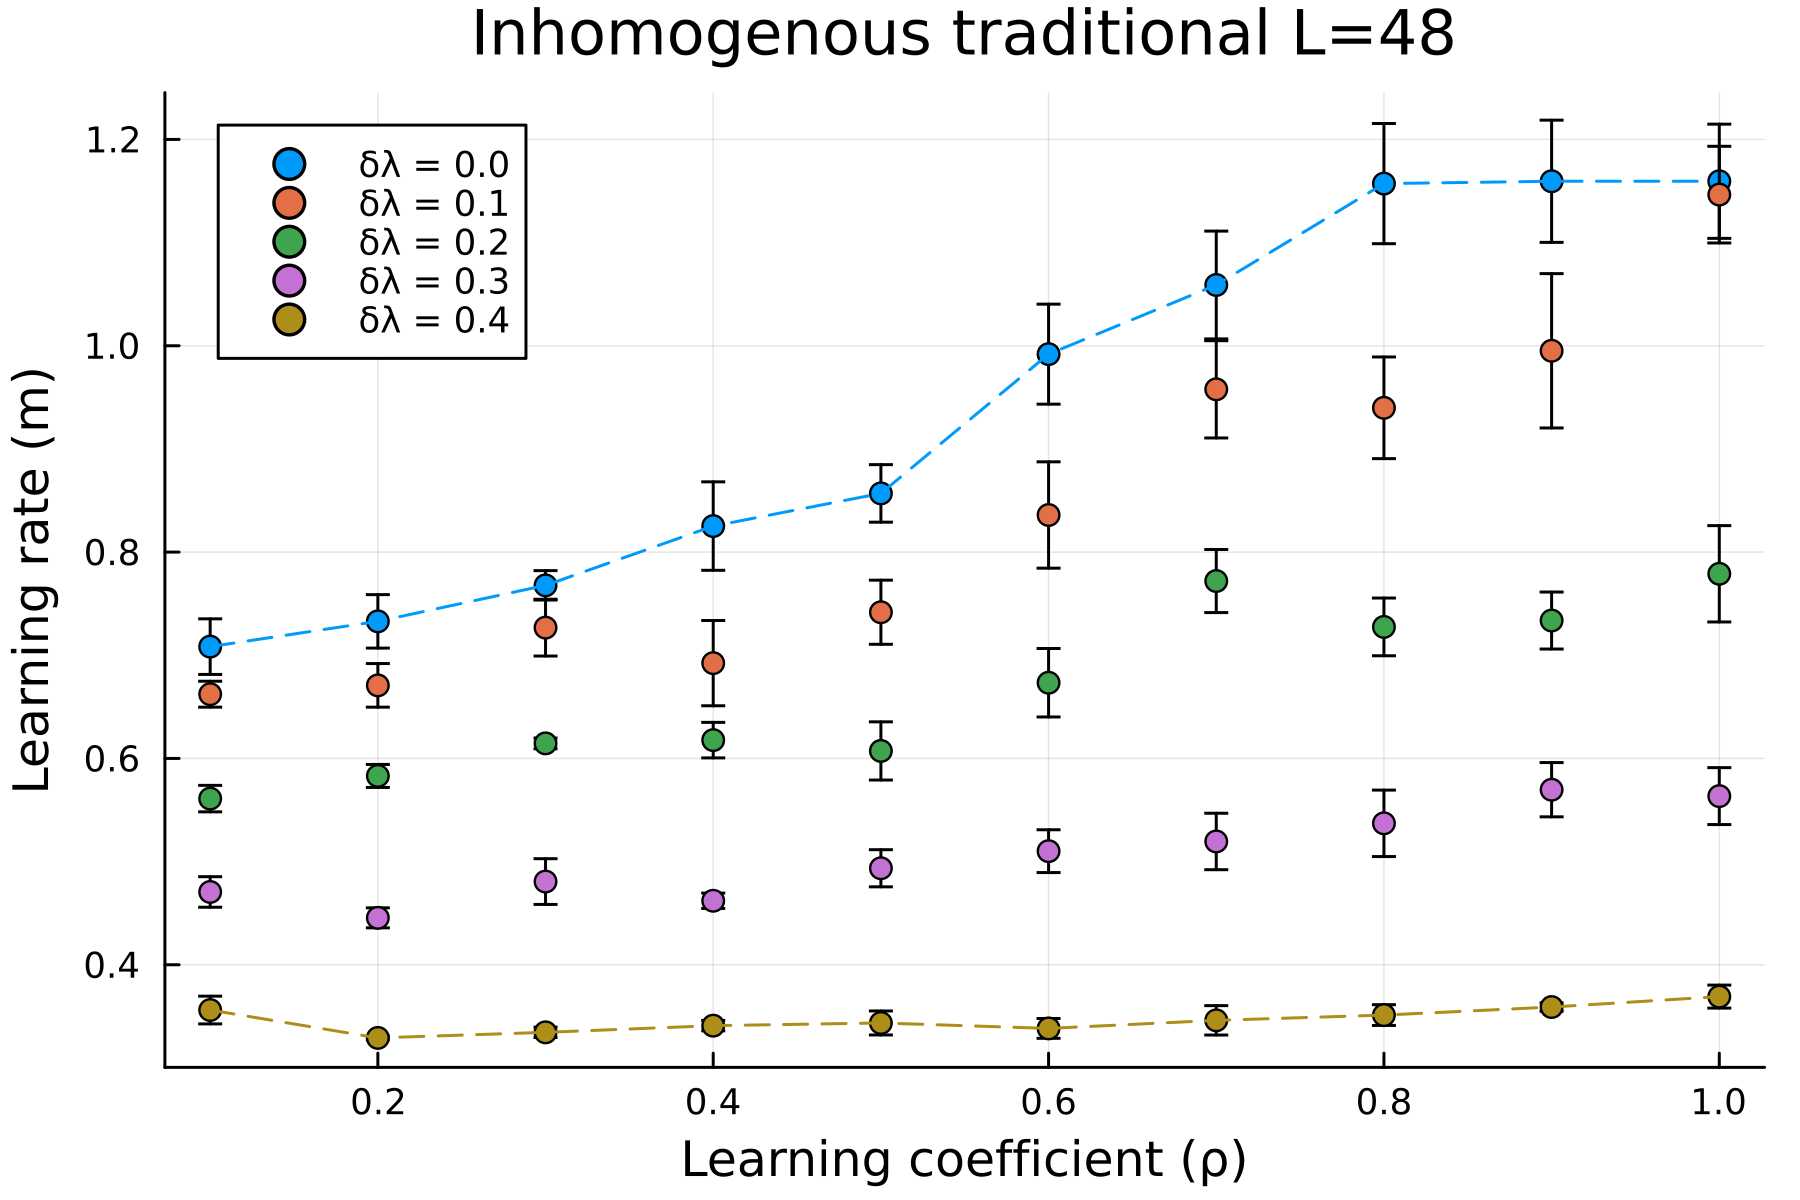 Inhomogenous traditional L=48
δλ = 0.0
δλ = 0.1
δλ = 0.2
δλ = 0.3
δλ = 0.4
1.2
1.0
0.8
0.6
0.4
Learning rate (m)
0.2
0.4
0.6
0.8
1.0
Learning coefficient (ρ)